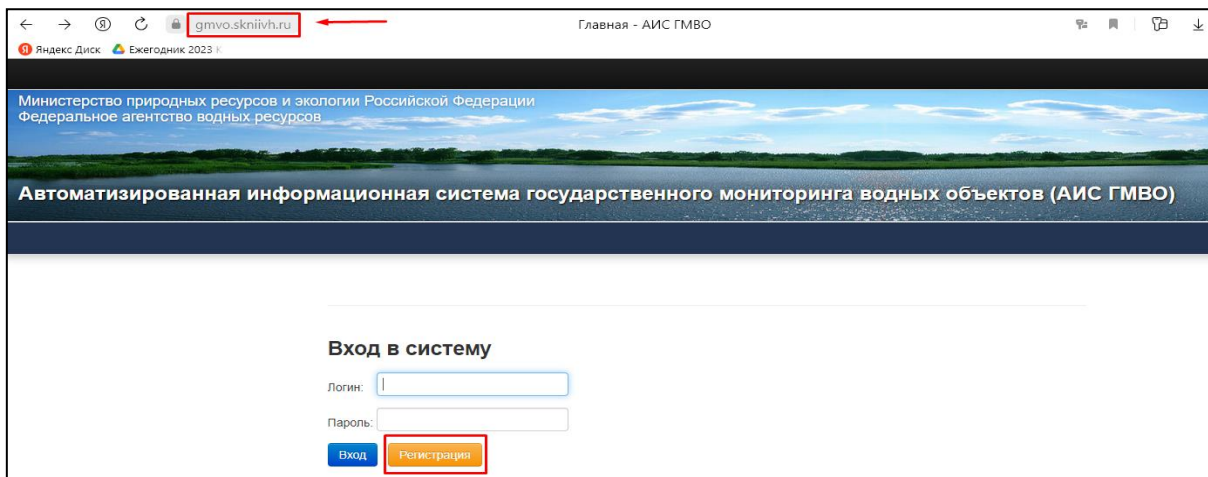 gmvo.skniivh.ru
Главная - АИС ГМВО
Яндекс Диск
Ежегодник 2023 К
Министерство природных ресурсов и экологии Российской Федерации
Федеральное агентство водных ресурсов
Автоматизированная информационная система государственного мониторинга водных объектов (АИС ГМВО)
Вход в систему
Логин:
Пароль:
Вход
Регистрация